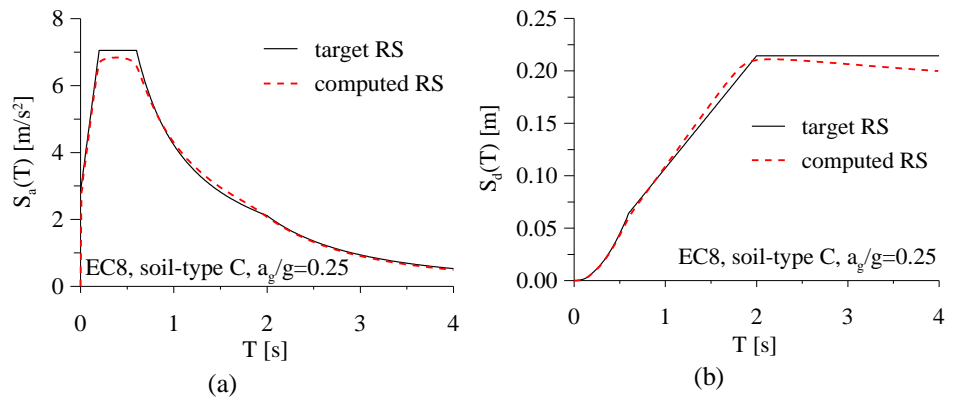 8
6
4
2
0
S_a(T) [m/s²]
target RS
computed RS
EC8, soil-type C, a_g/g=0.25
0 1 2 3 4
T [s]
(a)
0.25
0.20
0.15
0.10
0.05
0.00
S_d(T) [m]
target RS
computed RS
EC8, soil-type C, a_g/g=0.25
0 1 2 3 4
T [s]
(b)